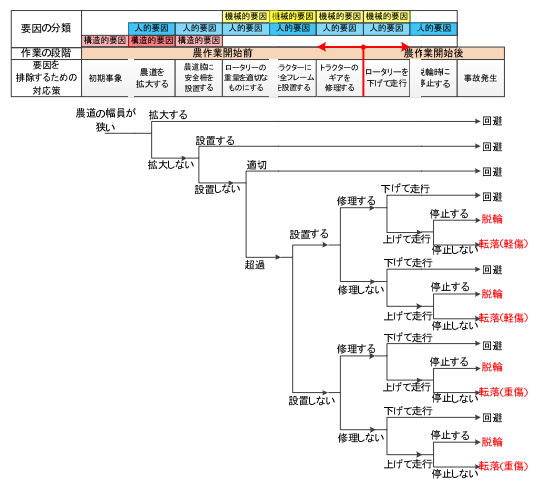 要因の分類
機械的要因 機械的要因 機械的要因 機械的要因
人的要因 人的要因 人的要因 人的要因 人的要因 人的要因 人的要因
構造的要因 構造的要因 構造的要因
作業の段階
農作業開始前
農作業開始後
要因を
排除するための
対応策
初期事象
農道を
拡大する
農道脇に
安全柵を
設置する
ロータリーの
重量を適切な
ものにする
トラクターに
安全フレーム
を設置する
トラクターの
ギアを
修理する
ロータリーを
下げて走行
脱輪時に
停止する
事故発生
農道の幅員が
狭い
拡大する
回避
拡大しない
設置する
回避
設置しない
適切
回避
超過
設置する
修理する
下げて走行
回避
上げて走行
停止する
脱輪
停止しない
転落(軽傷)
修理しない
下げて走行
回避
上げて走行
停止する
脱輪
停止しない
転落(軽傷)
設置しない
修理する
下げて走行
回避
上げて走行
停止する
脱輪
停止しない
転落(重傷)
修理しない
下げて走行
回避
上げて走行
停止する
脱輪
停止しない
転落(重傷)